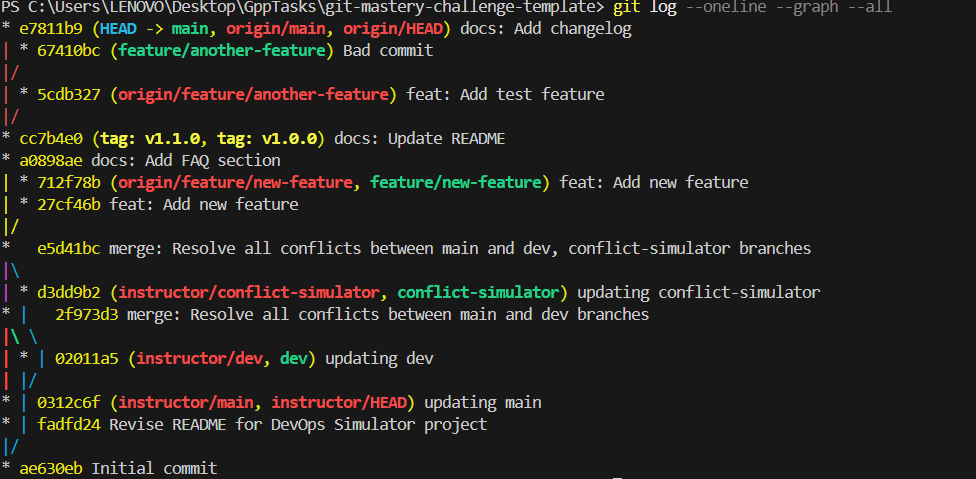 PS C:\Users\LENOVO\Desktop\GppTasks\git-mastery-challenge-template> git log --oneline --graph --all
* e7811b9 (HEAD -> main, origin/main, origin/HEAD) docs: Add changelog
| * 67410bc (feature/another-feature) Bad commit
|/
| * 5cdb327 (origin/feature/another-feature) feat: Add test feature
|/
* cc7b4e0 (tag: v1.1.0, tag: v1.0.0) docs: Update README
* a0898ae docs: Add FAQ section
| * 712f78b (origin/feature/new-feature, feature/new-feature) feat: Add new feature
| * 27cf46b feat: Add new feature
|/
*   e5d41bc merge: Resolve all conflicts between main and dev, conflict-simulator branches
|\
| * d3dd9b2 (instructor/conflict-simulator, conflict-simulator) updating conflict-simulator
* |   2f973d3 merge: Resolve all conflicts between main and dev branches
|\ \
| * | 02011a5 (instructor/dev, dev) updating dev
| |/
* | 0312c6f (instructor/main, instructor/HEAD) updating main
* | fadfd24 Revise README for DevOps Simulator project
|/
* ae630eb Initial commit